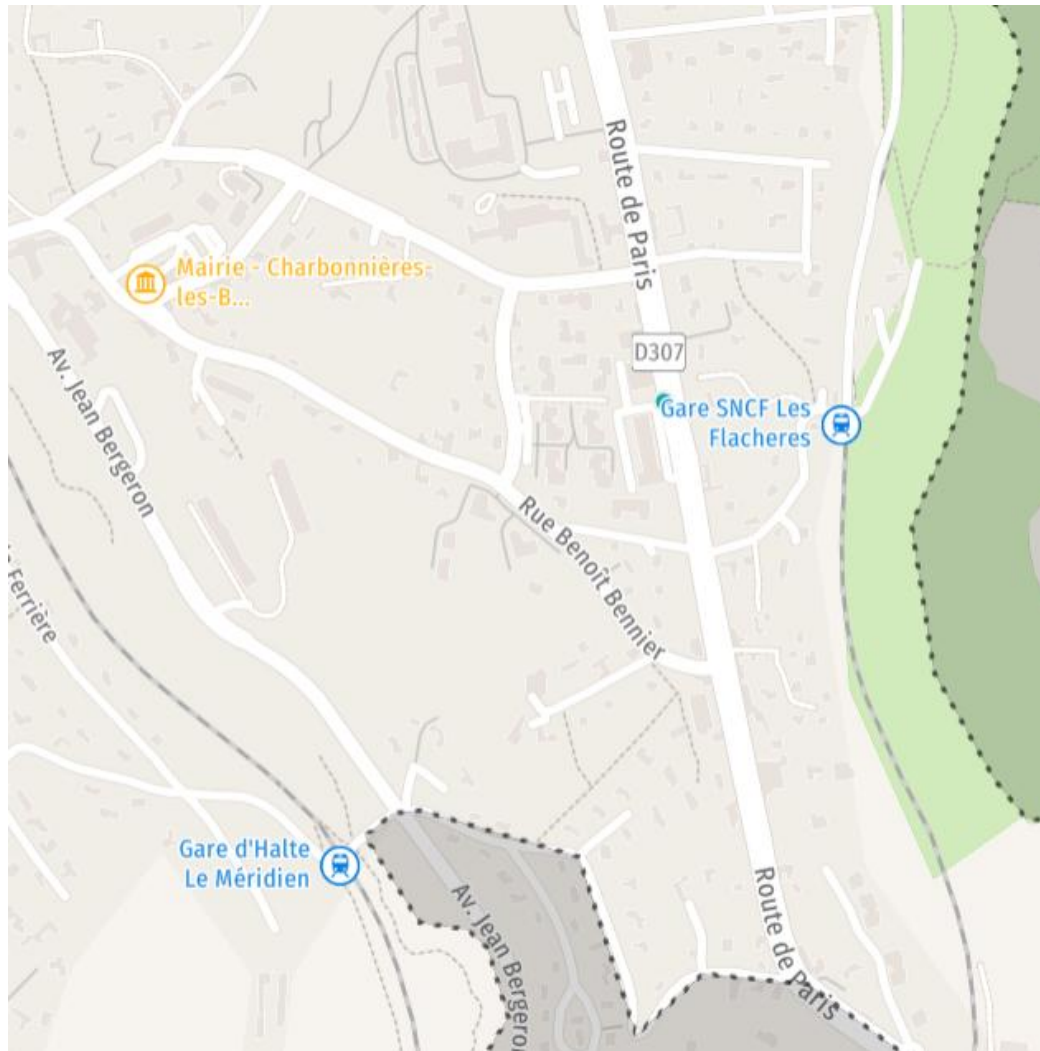 Route de Paris
Mairie - Charbonnières-
les-B...
D307
Av. Jean Bergeron
Gare SNCF Les
Flacheres
Rue Benoît Bennier
Ferrière
Gare d'Halte
Le Méridien
Route de Paris
Av. Jean Bergeron